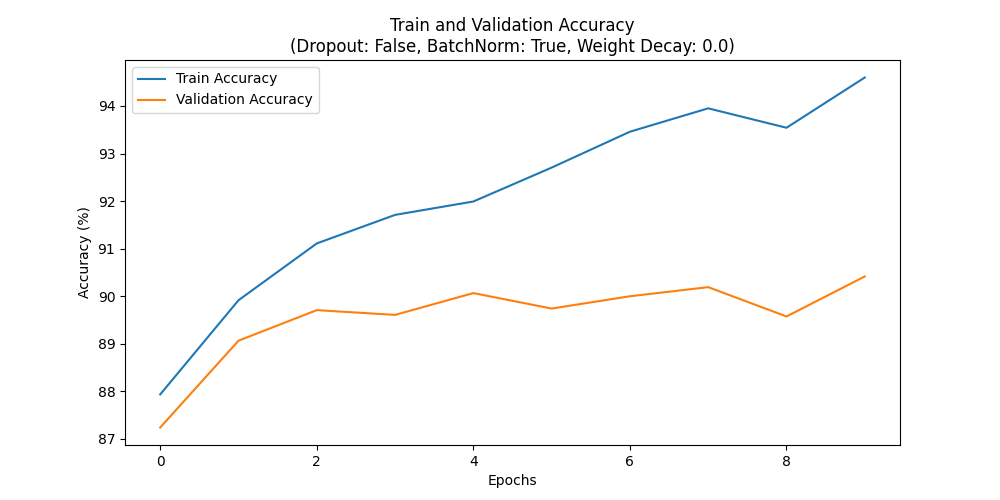 Train and Validation Accuracy
(Dropout: False, BatchNorm: True, Weight Decay: 0.0)
Train Accuracy
Validation Accuracy
Accuracy (%)
94
93
92
91
90
89
88
87
0 2 4 6 8
Epochs